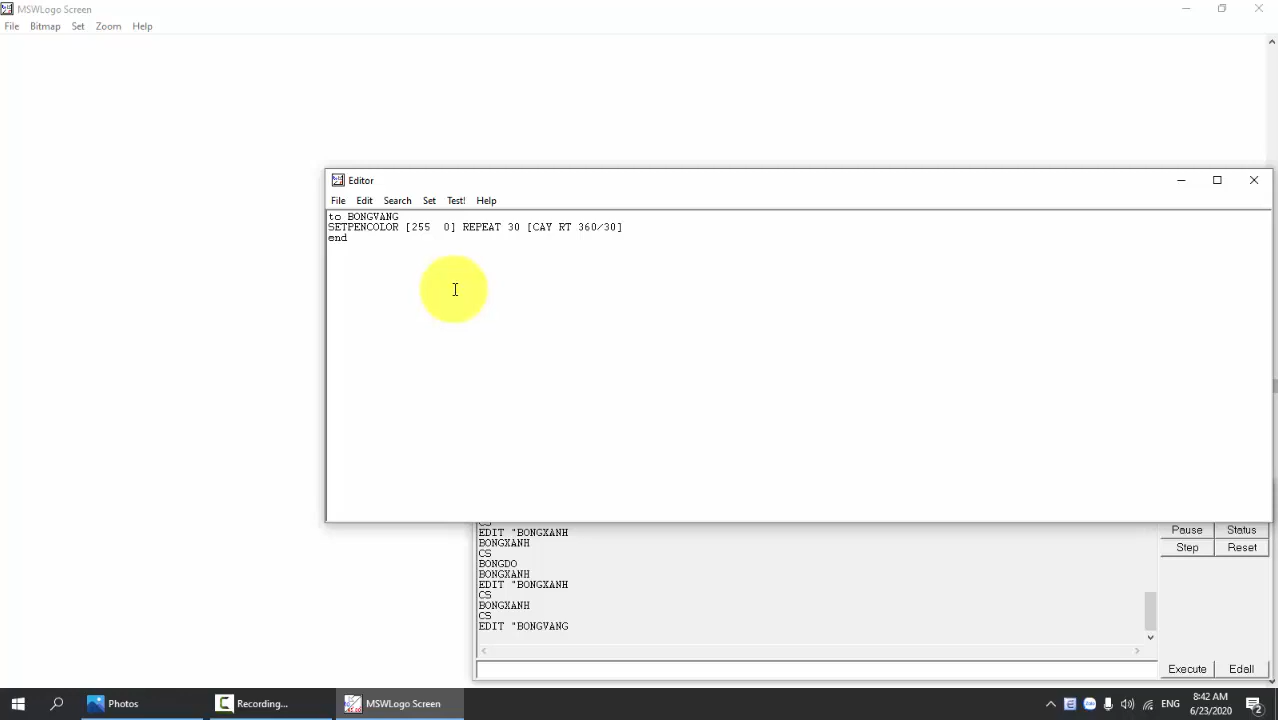 MSWLogo Screen
File Bitmap Set Zoom Help
Editor
File Edit Search Set Test! Help
to BONGVANG
SETPENCOLOR [255  0] REPEAT 30 [CAY RT 360/30]
end
CS
EDIT "BONGXANH
BONGXANH
CS
BONGDO
BONGXANH
EDIT "BONGXANH
CS
BONGXANH
CS
EDIT "BONGVANG
Pause Status
Step Reset
Execute Edall
Photos
Recording...
MSWLogo Screen
ENG
8:42 AM
6/23/2020
2